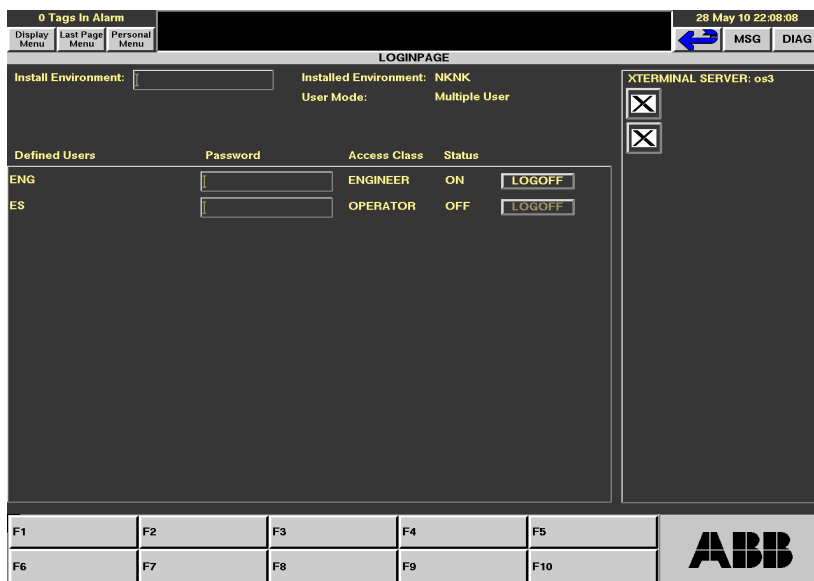 0 Tags In Alarm
28 May 10 22:08:08
Display Menu
Last Page Menu
Personal Menu
MSG
DIAG
LOGINPAGE
Install Environment:
Installed Environment: NKNK
XTERMINAL SERVER: os3
User Mode: Multiple User
Defined Users Password Access Class Status
ENG ENGINEER ON LOGOFF
ES OPERATOR OFF LOGOFF
F1 F2 F3 F4 F5
ABB
F6 F7 F8 F9 F10